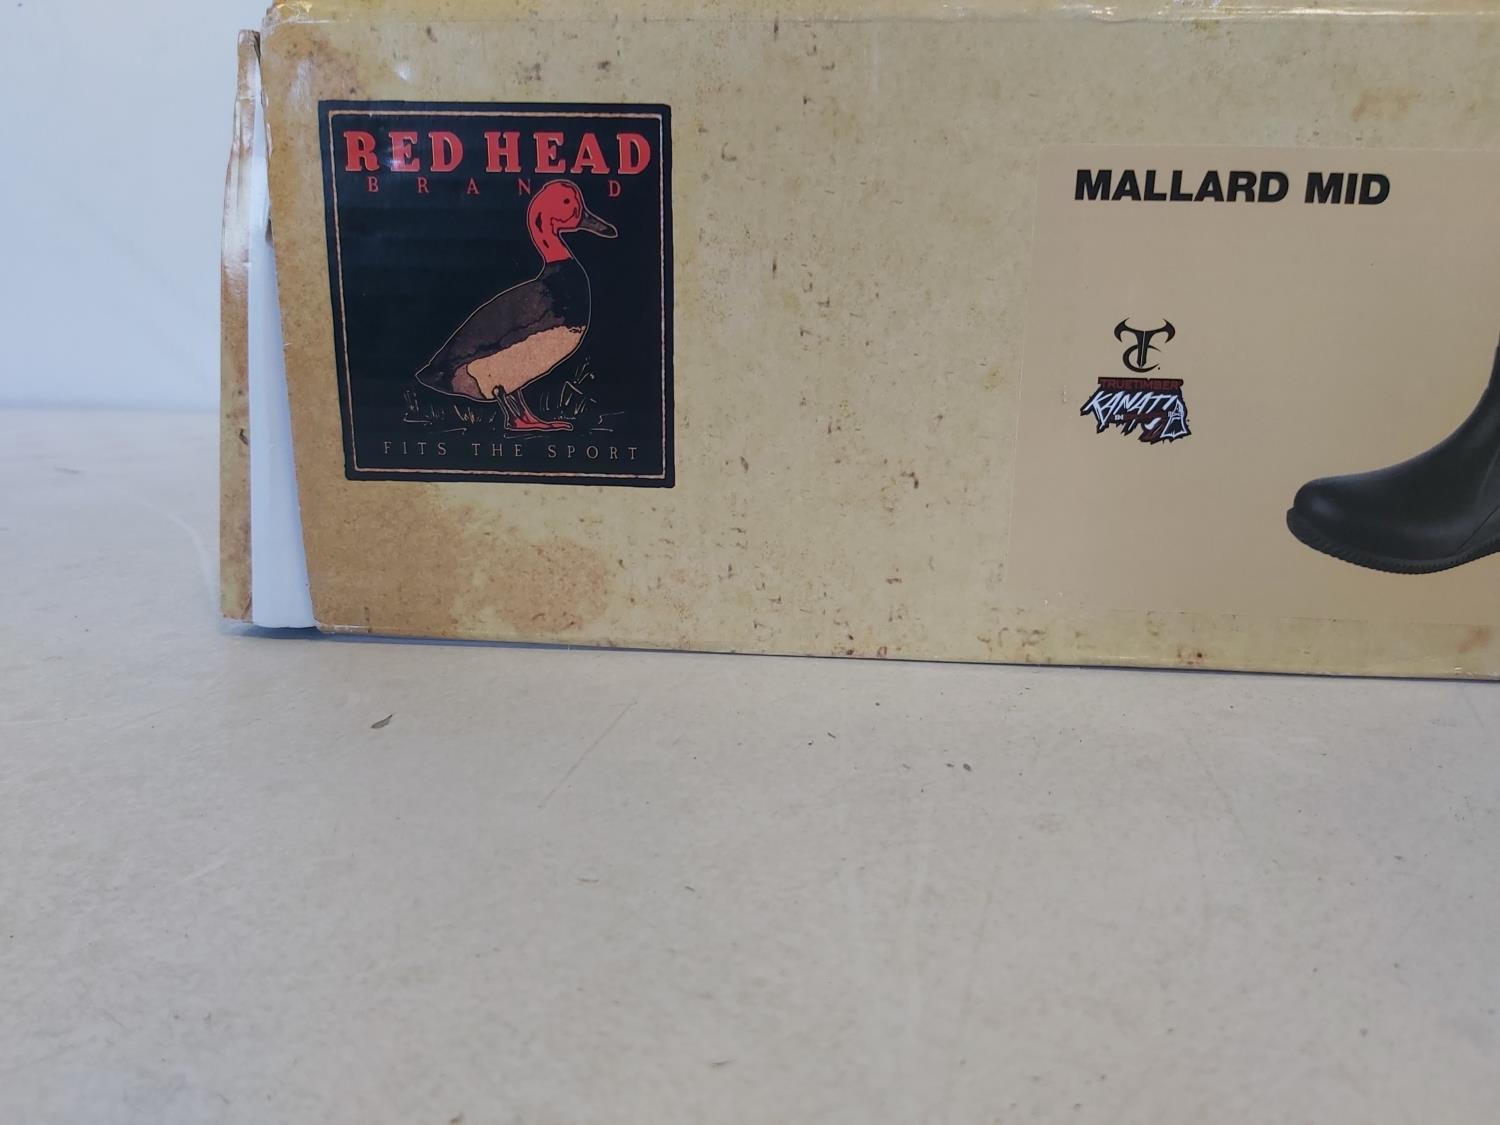 RED HEAD
BRAND
FITS THE SPORT
MALLARD MID
TRUETIMBER
KANATI